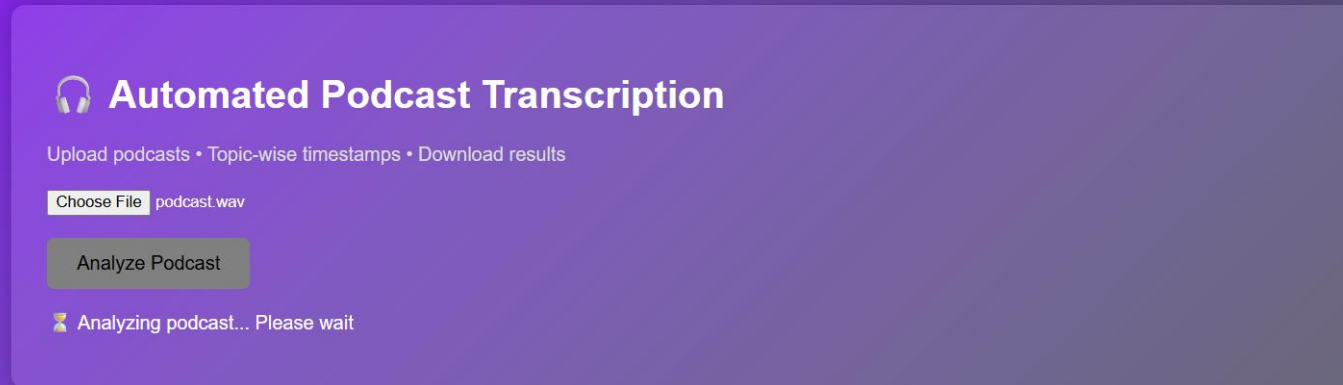 🎧 Automated Podcast Transcription
Upload podcasts • Topic-wise timestamps • Download results
Choose File podcast.wav
Analyze Podcast
⏳ Analyzing podcast... Please wait